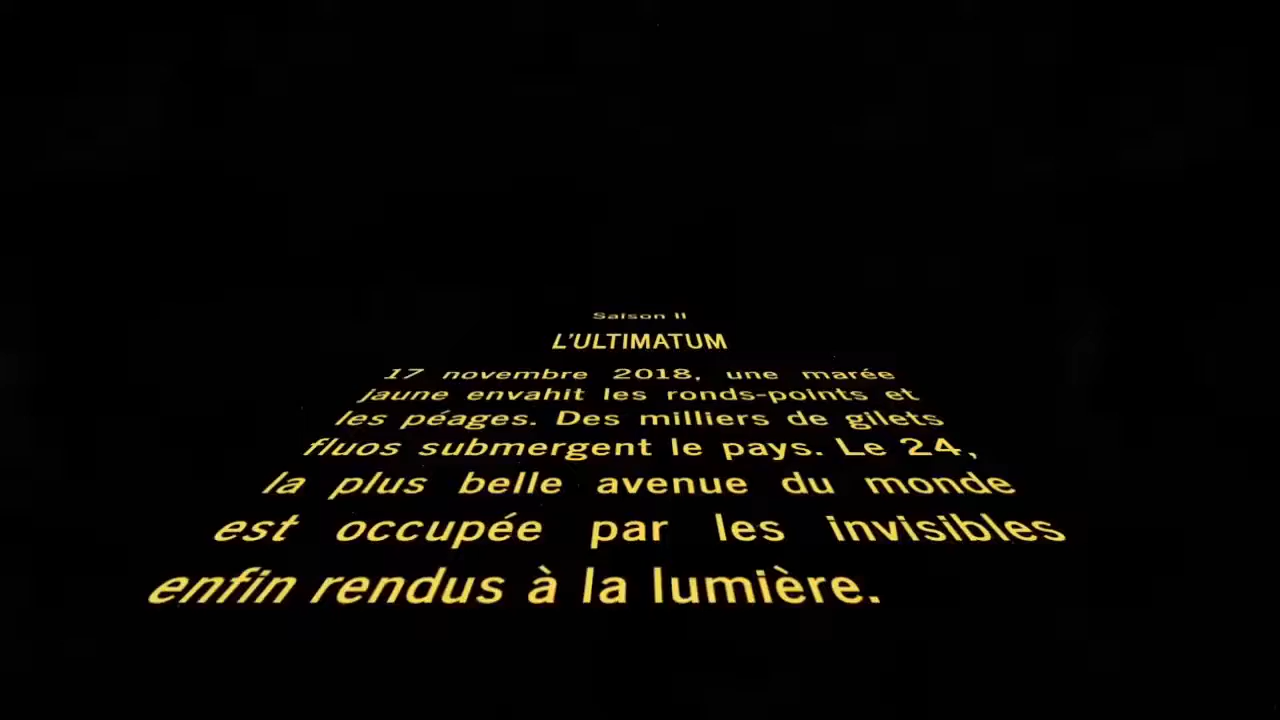 Saison II
L'ULTIMATUM
17 novembre 2018, une marée
jaune envahit les ronds-points et
les péages. Des milliers de gilets
fluos submergent le pays. Le 24,
la plus belle avenue du monde
est occupée par les invisibles
enfin rendus à la lumière.